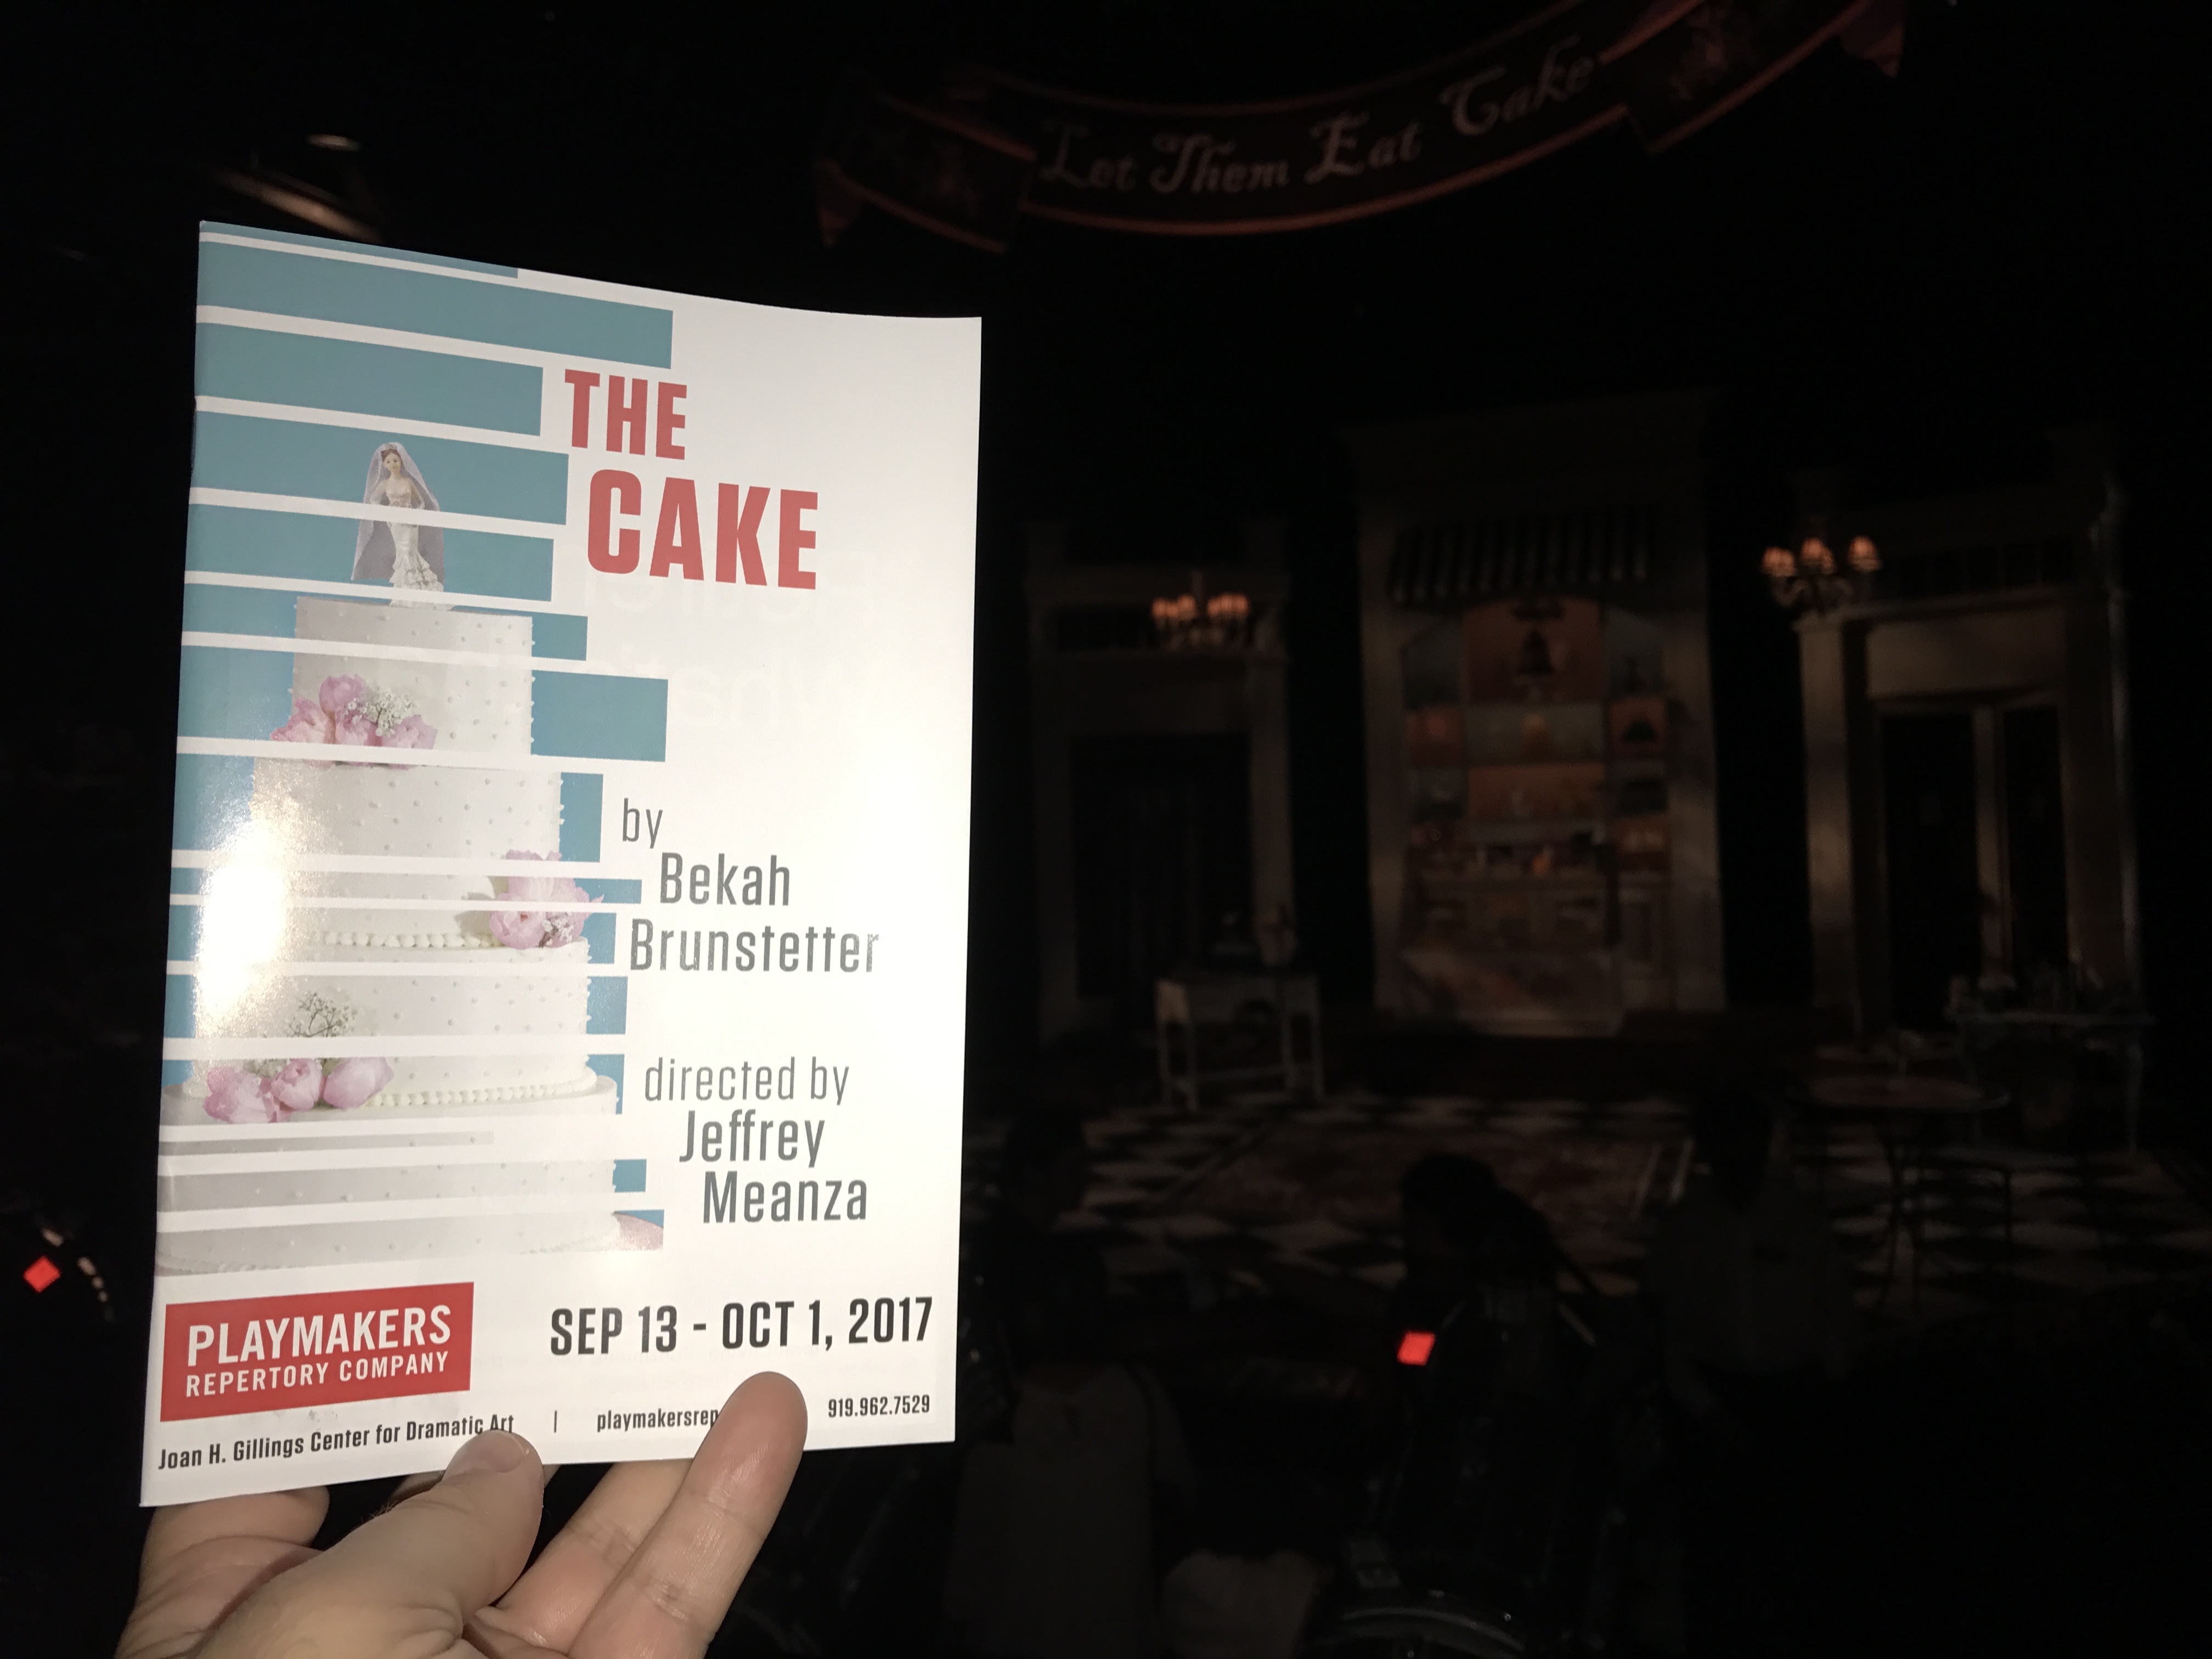 Let Them Eat Cake
THE
CAKE
by
Bekah
Brunstetter
directed by
Jeffrey
Meanza
PLAYMAKERS
REPERTORY COMPANY
SEP 13 - OCT 1, 2017
Joan H. Gillings Center for Dramatic Art | playmakersrep 919.962.7529